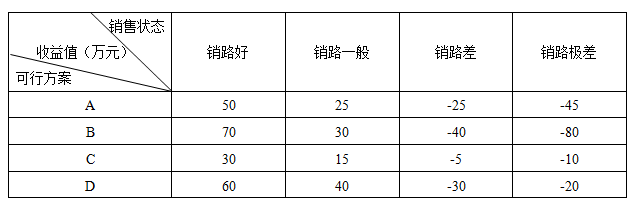 销售状态
收益值（万元）
可行方案
销路好 销路一般 销路差 销路极差
A 50 25 -25 -45
B 70 30 -40 -80
C 30 15 -5 -10
D 60 40 -30 -20